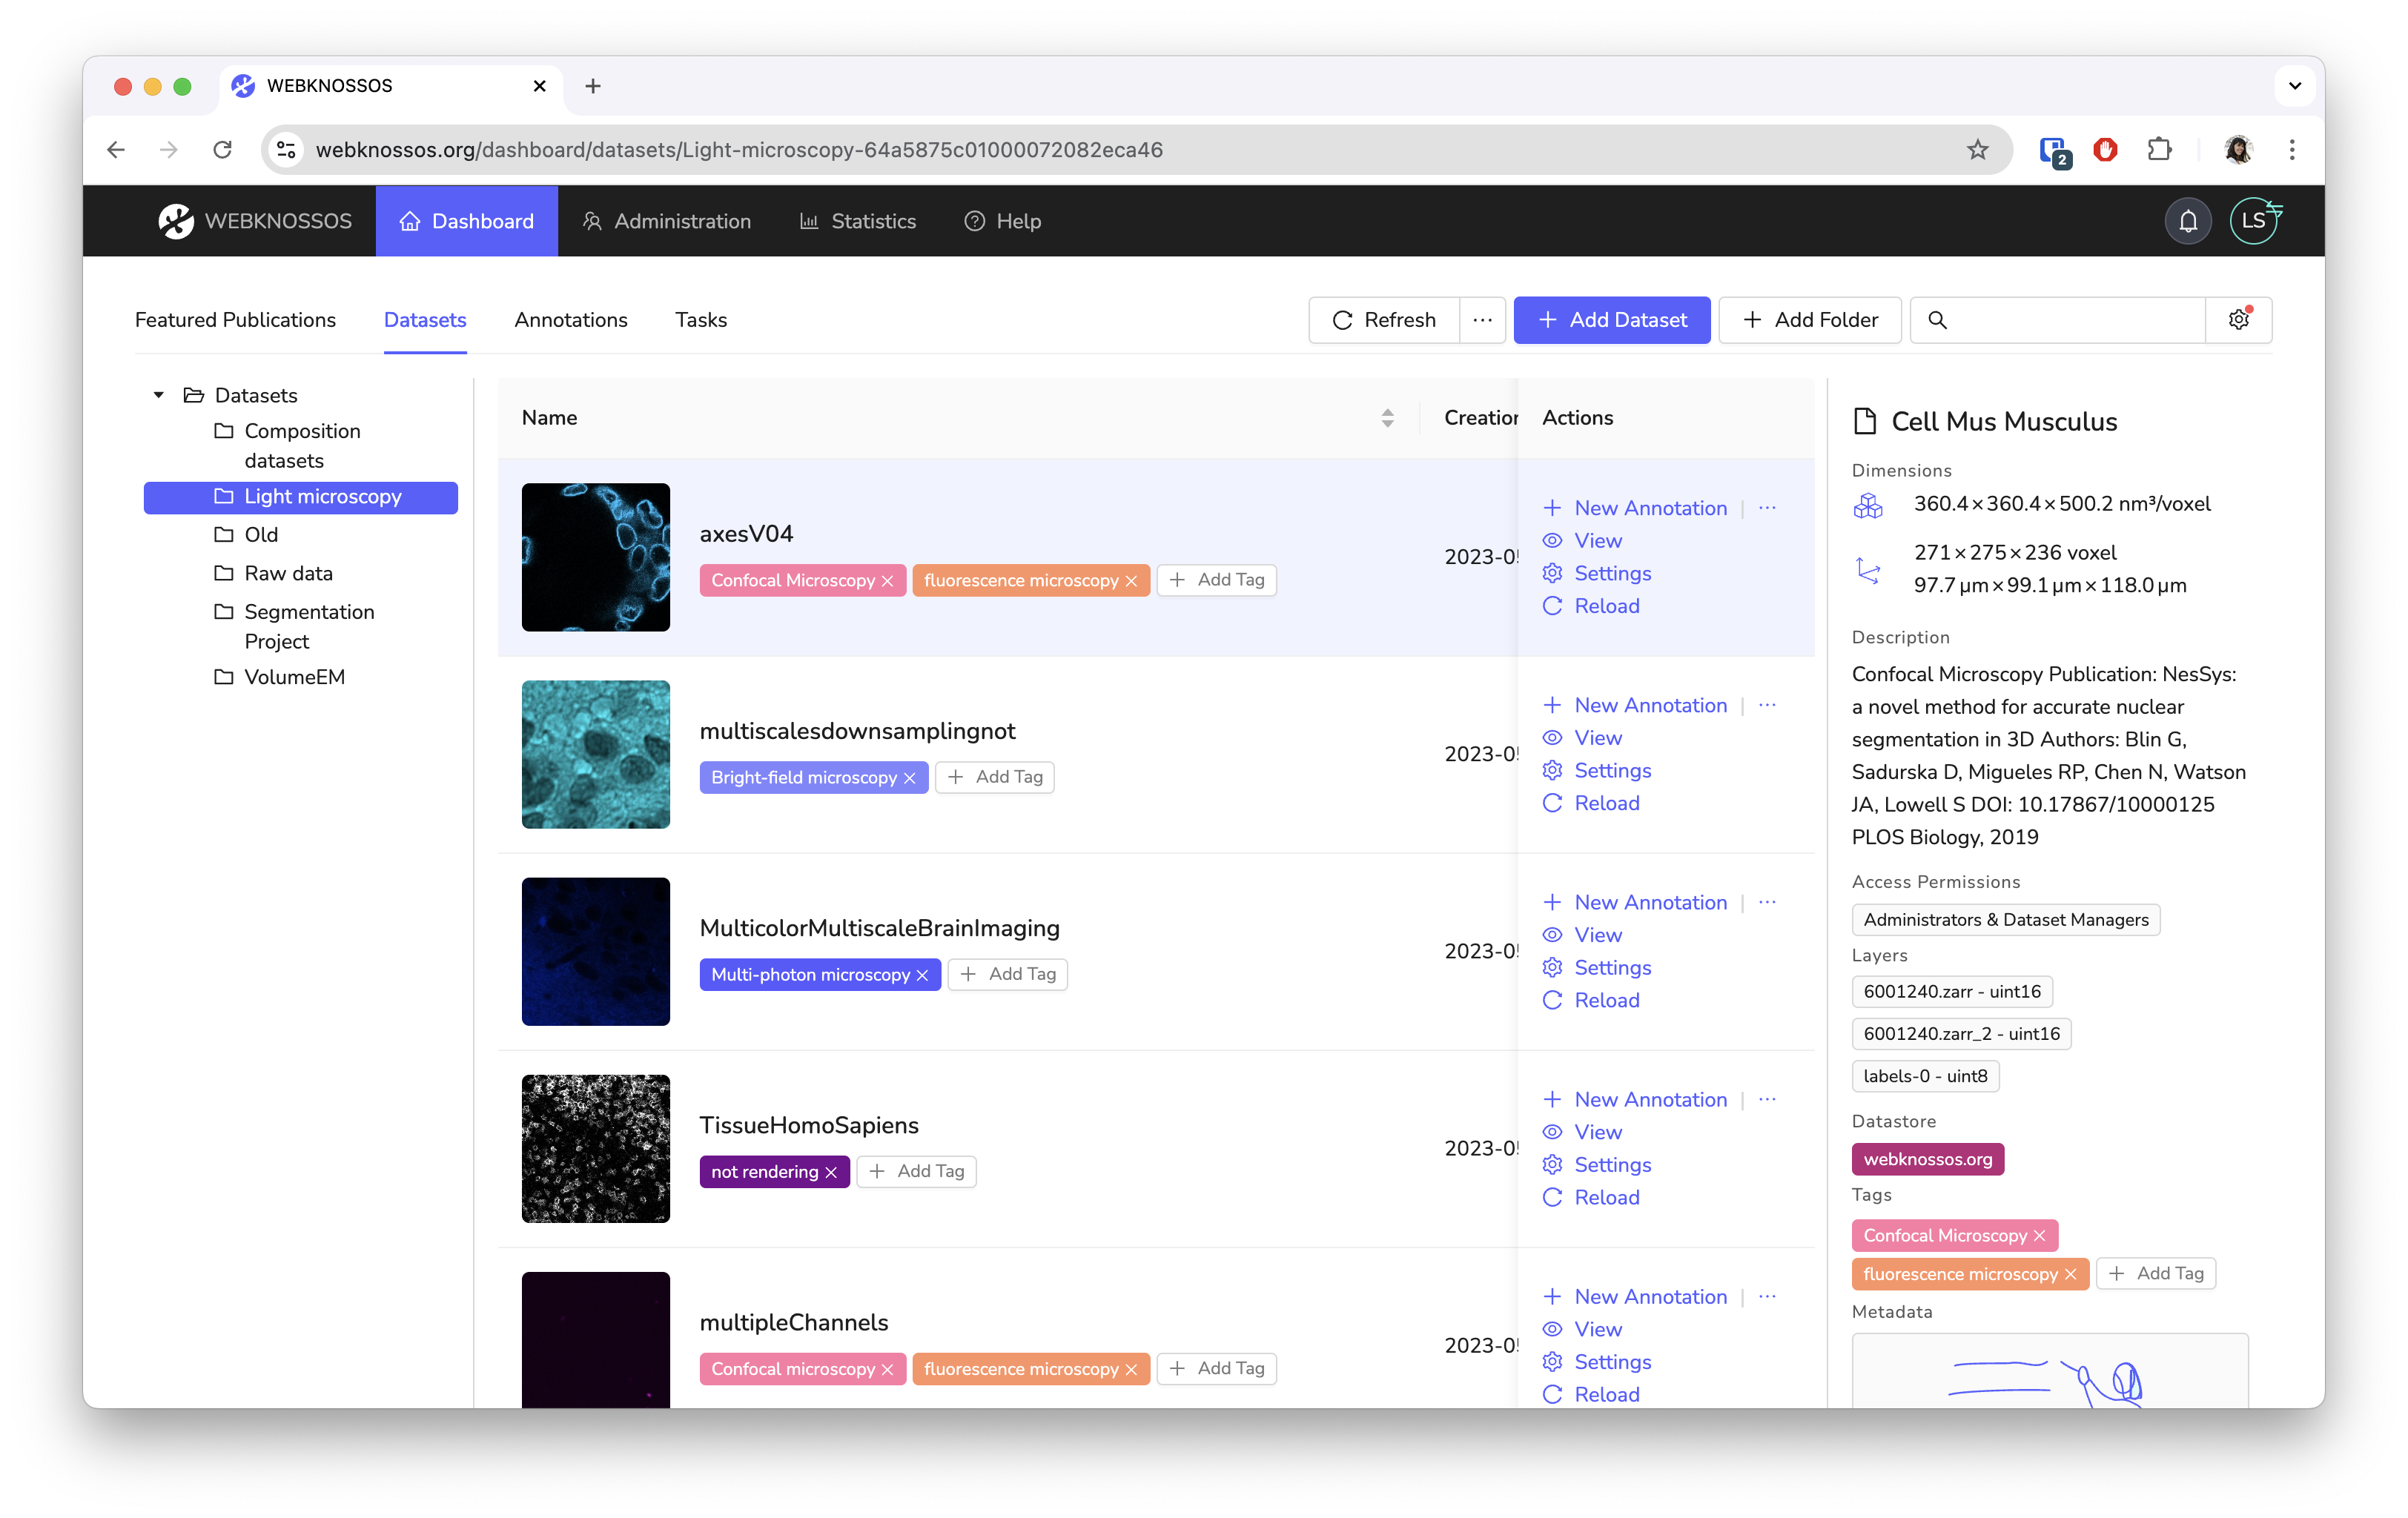 WEBKNOSSOS
webknossos.org/dashboard/datasets/Light-microscopy-64a5875c01000072082eca46
2
WEBKNOSSOS
Dashboard
Administration
Statistics
Help
LS
Featured Publications
Datasets
Annotations
Tasks
Refresh
Add Dataset
Add Folder
Datasets
Composition
datasets
Light microscopy
Old
Raw data
Segmentation
Project
VolumeEM
Name
Creation
Actions
axesV04
Confocal Microscopy
fluorescence microscopy
Add Tag
2023-05
New Annotation
View
Settings
Reload
multiscalesdownsamplingnot
Bright-field microscopy
Add Tag
2023-05
New Annotation
View
Settings
Reload
MulticolorMultiscaleBrainImaging
Multi-photon microscopy
Add Tag
2023-05
New Annotation
View
Settings
Reload
TissueHomoSapiens
not rendering
Add Tag
2023-05
New Annotation
View
Settings
Reload
multipleChannels
Confocal microscopy
fluorescence microscopy
Add Tag
2023-05
New Annotation
View
Settings
Reload
Cell Mus Musculus
Dimensions
360.4×360.4×500.2 nm³/voxel
271×275×236 voxel
97.7 µm×99.1 µm×118.0 µm
Description
Confocal Microscopy Publication: NesSys:
a novel method for accurate nuclear
segmentation in 3D Authors: Blin G,
Sadurska D, Migueles RP, Chen N, Watson
JA, Lowell S DOI: 10.17867/10000125
PLOS Biology, 2019
Access Permissions
Administrators & Dataset Managers
Layers
6001240.zarr - uint16
6001240.zarr_2 - uint16
labels-0 - uint8
Datastore
webknossos.org
Tags
Confocal Microscopy
fluorescence microscopy
Add Tag
Metadata